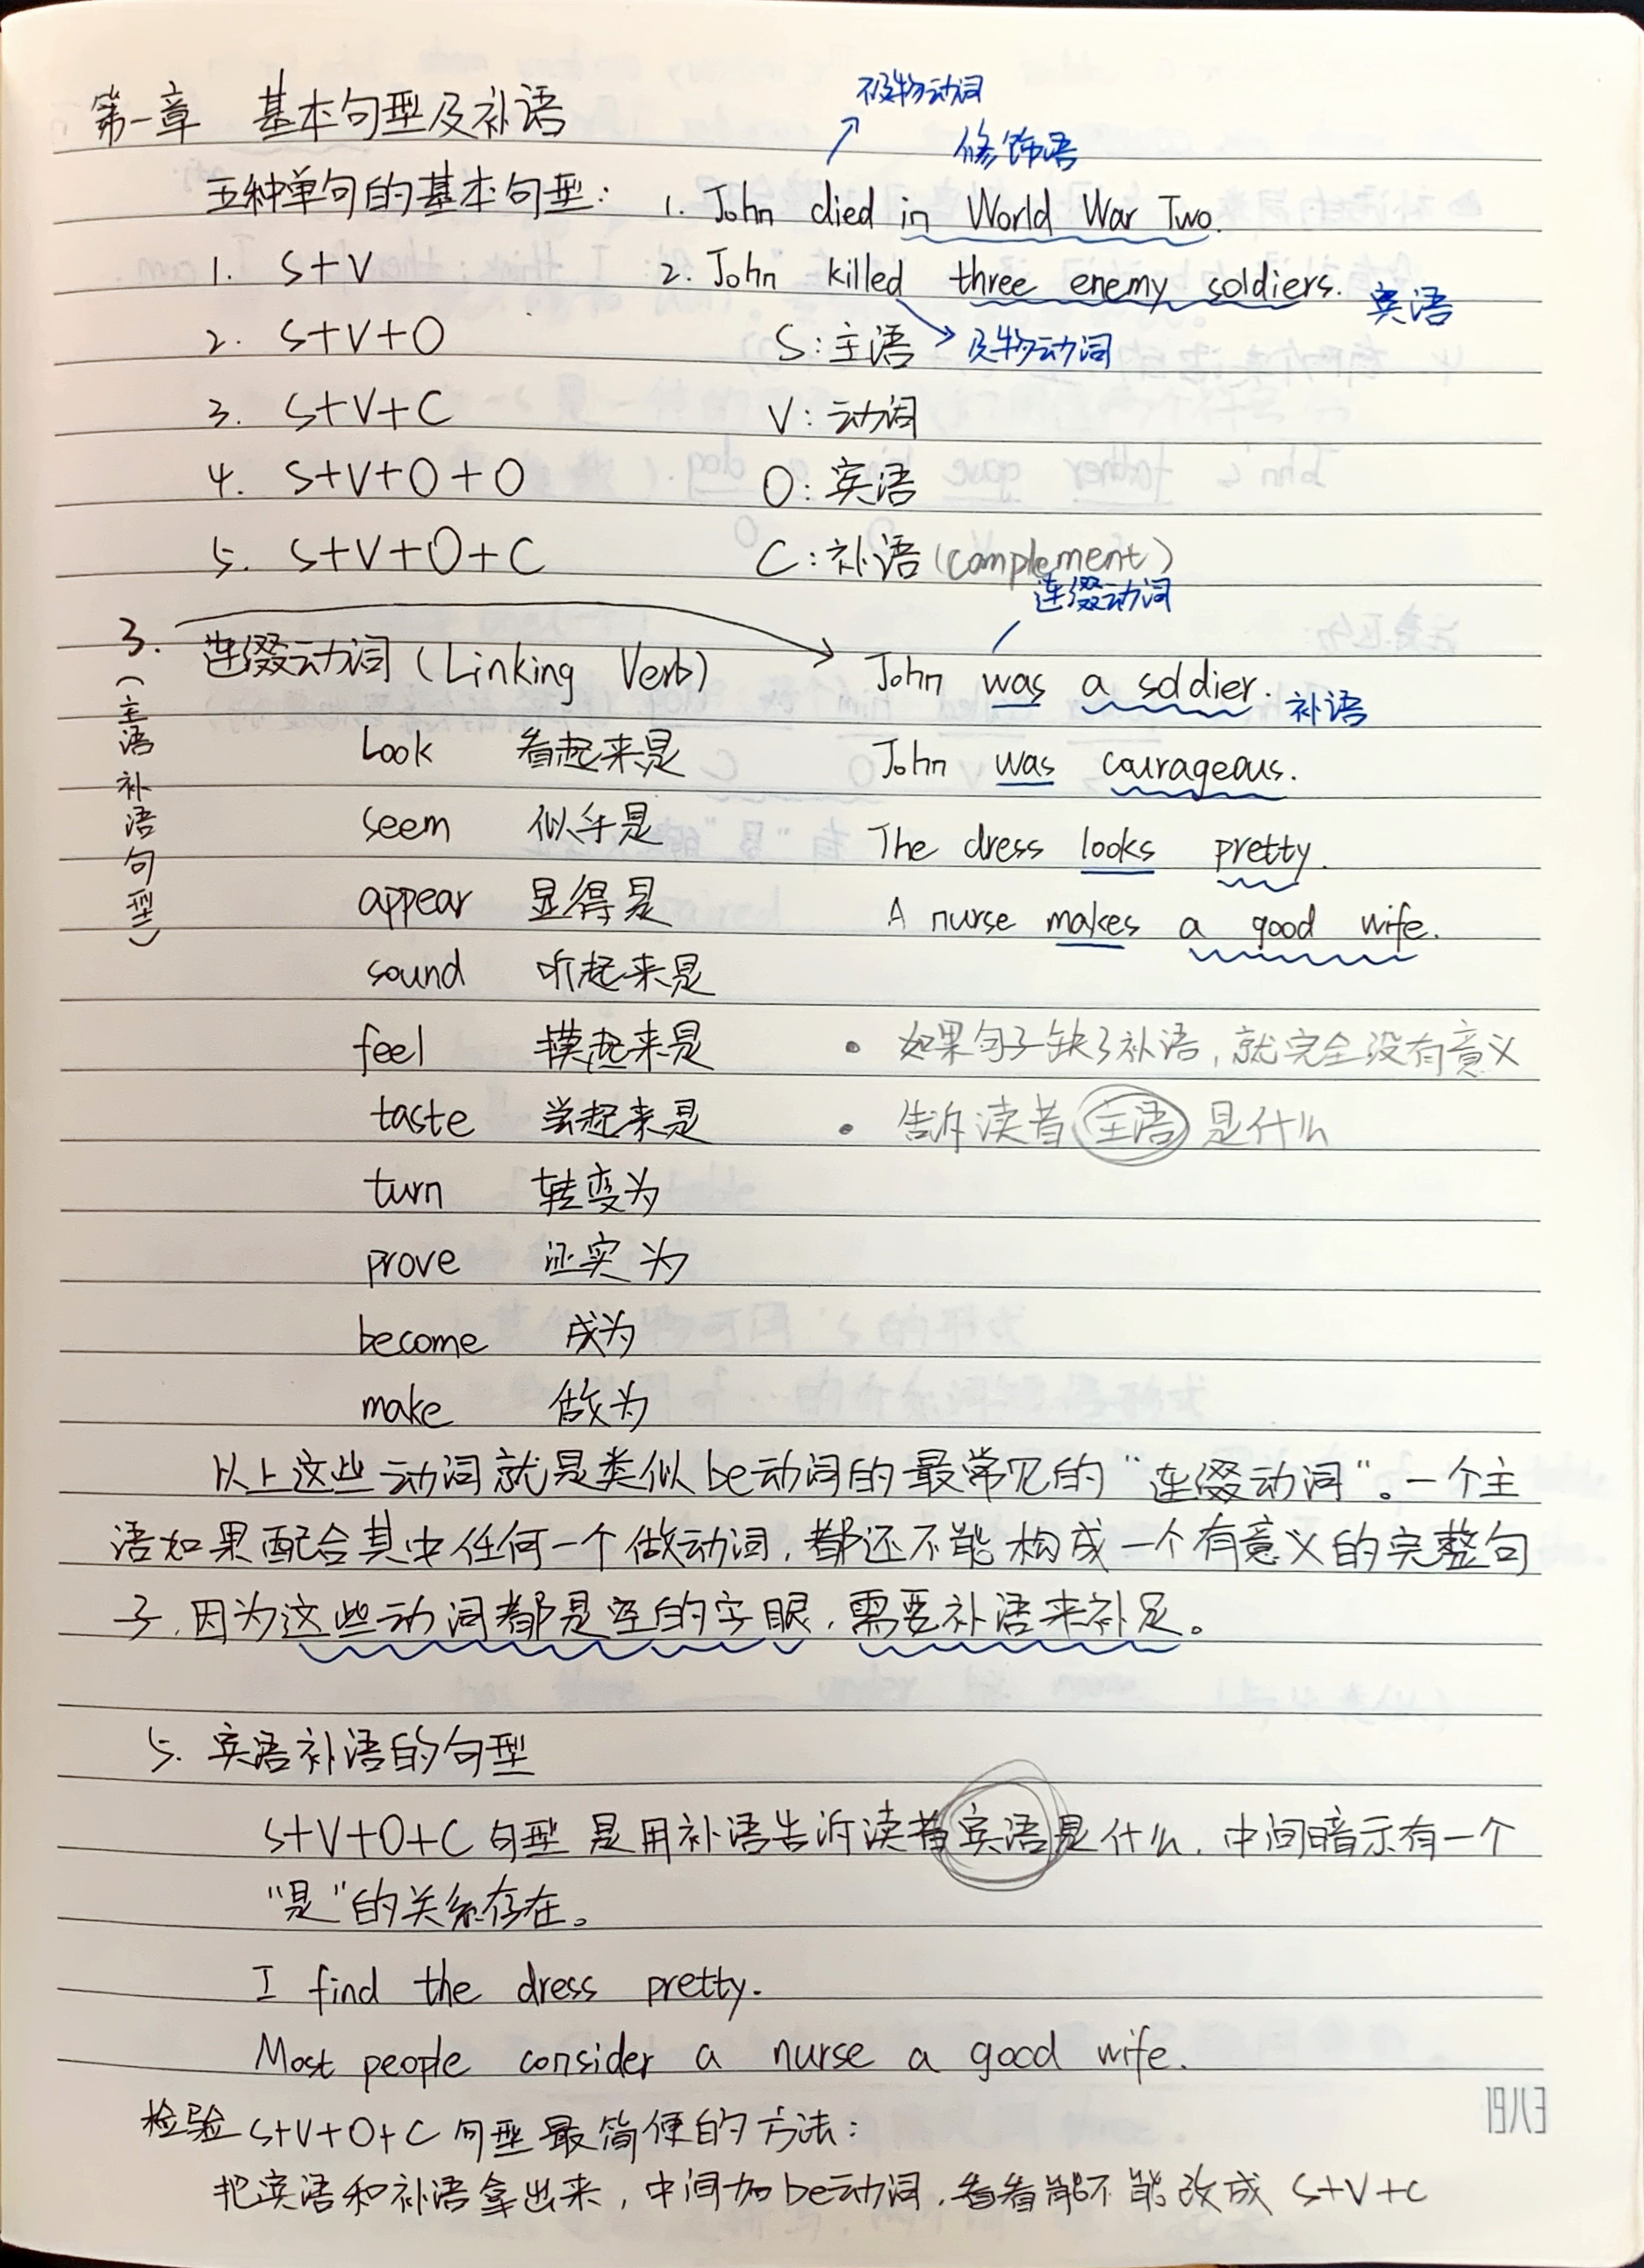 第一章 基本句型及补语
不及物动词
修饰语
五种单句的基本句型: 1. John died in World War Two.
1. S+V 2. John killed three enemy soldiers. 宾语
2. S+V+O S:主语 及物动词
3. S+V+C V:动词
4. S+V+O+O O:宾语
5. S+V+O+C C:补语(complement)
连缀动词
3.(主语补语句型)
连缀动词(Linking Verb) John was a soldier. 补语
Look 看起来是 John was courageous.
seem 似乎是 The dress looks pretty.
appear 显得是 A nurse makes a good wife.
sound 听起来是
feel 摸起来是 • 如果句子缺了补语,就完全没有意义
taste 尝起来是 • 告诉读者主语是什么
turn 转变为
prove 证实为
become 成为
make 做为
以上这些动词就是类似be动词的最常见的“连缀动词”。一个主
语如果配合其中任何一个做动词,都还不能构成一个有意义的完整句
子,因为这些动词都是空的字眼,需要补语来补足。
5. 宾语补语的句型
S+V+O+C句型是用补语告诉读者宾语是什么,中间暗示有一个
“是”的关系存在。
I find the dress pretty.
Most people consider a nurse a good wife.
检验S+V+O+C句型最简便的方法:
把宾语和补语拿出来,中间加be动词,看看能不能改成 S+V+C